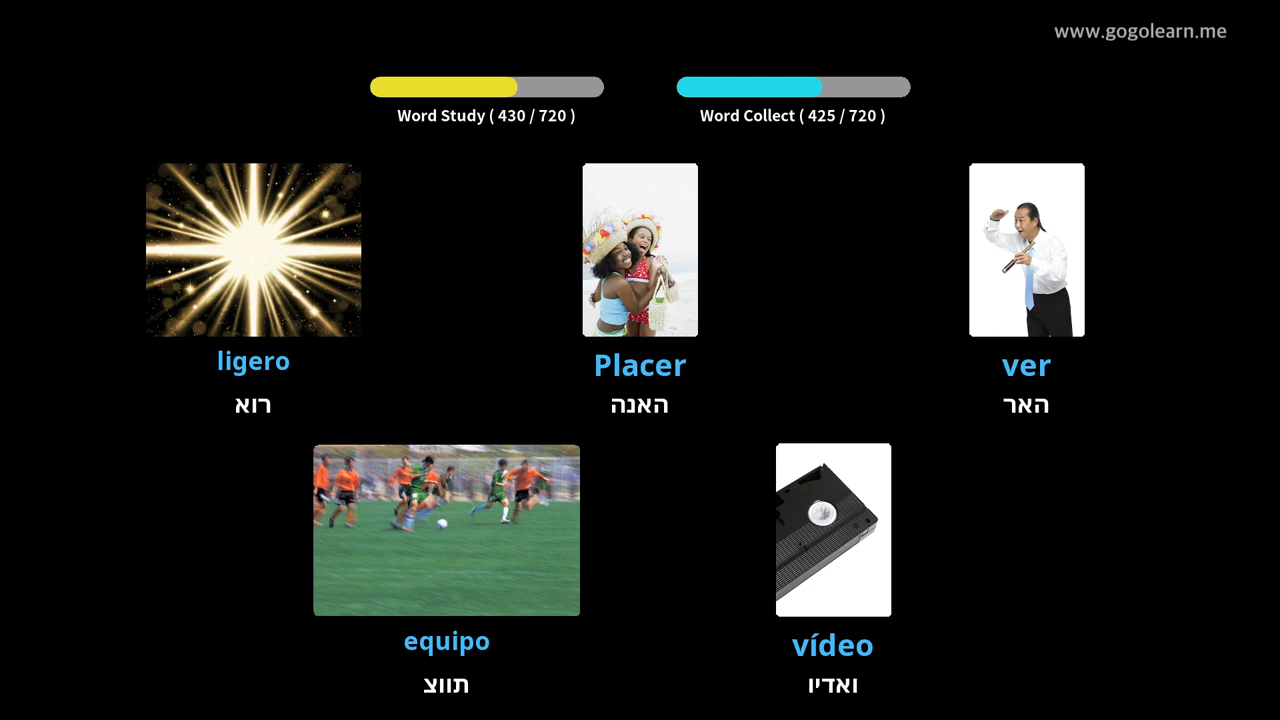 www.gogolearn.me
Word Study ( 430 / 720 )
Word Collect ( 425 / 720 )
ligero
רוא
Placer
האנה
ver
האר
equipo
תווצ
vídeo
ואדיו